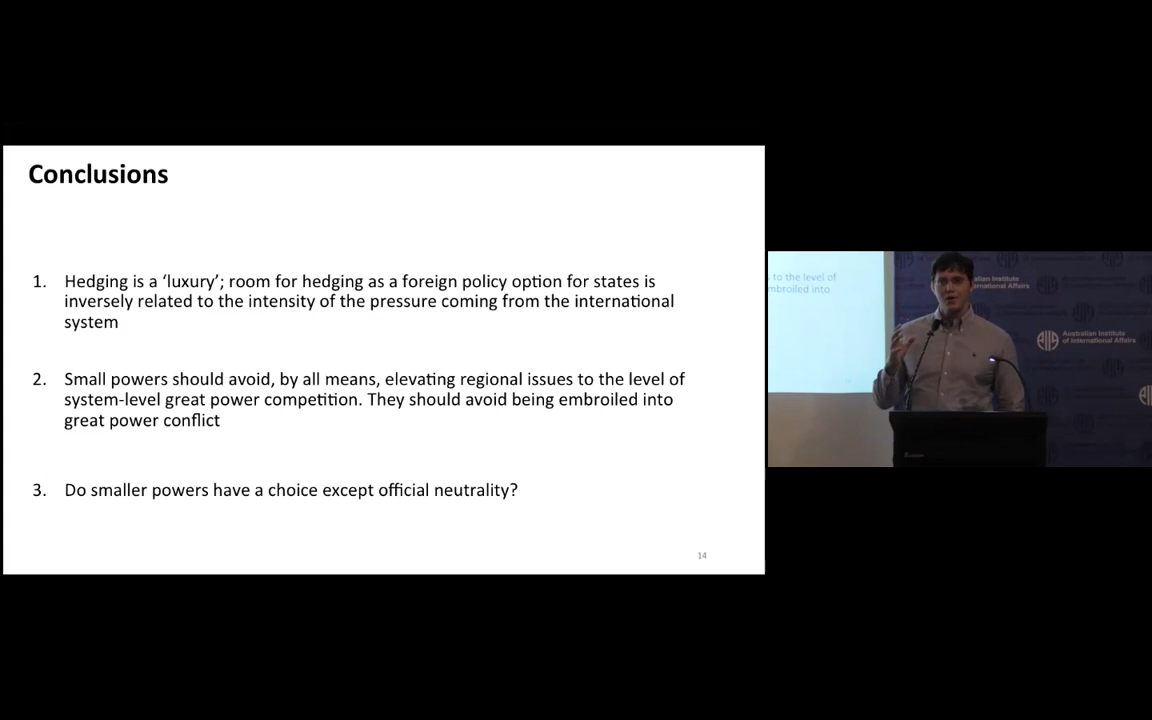 Conclusions
1. Hedging is a ‘luxury’; room for hedging as a foreign policy option for states is
inversely related to the intensity of the pressure coming from the international
system
2. Small powers should avoid, by all means, elevating regional issues to the level of
system-level great power competition. They should avoid being embroiled into
great power conflict
3. Do smaller powers have a choice except official neutrality?
14
to the level of
mbroiled into
alian Institute
ernational Affairs
Australian Institute
of International Affairs